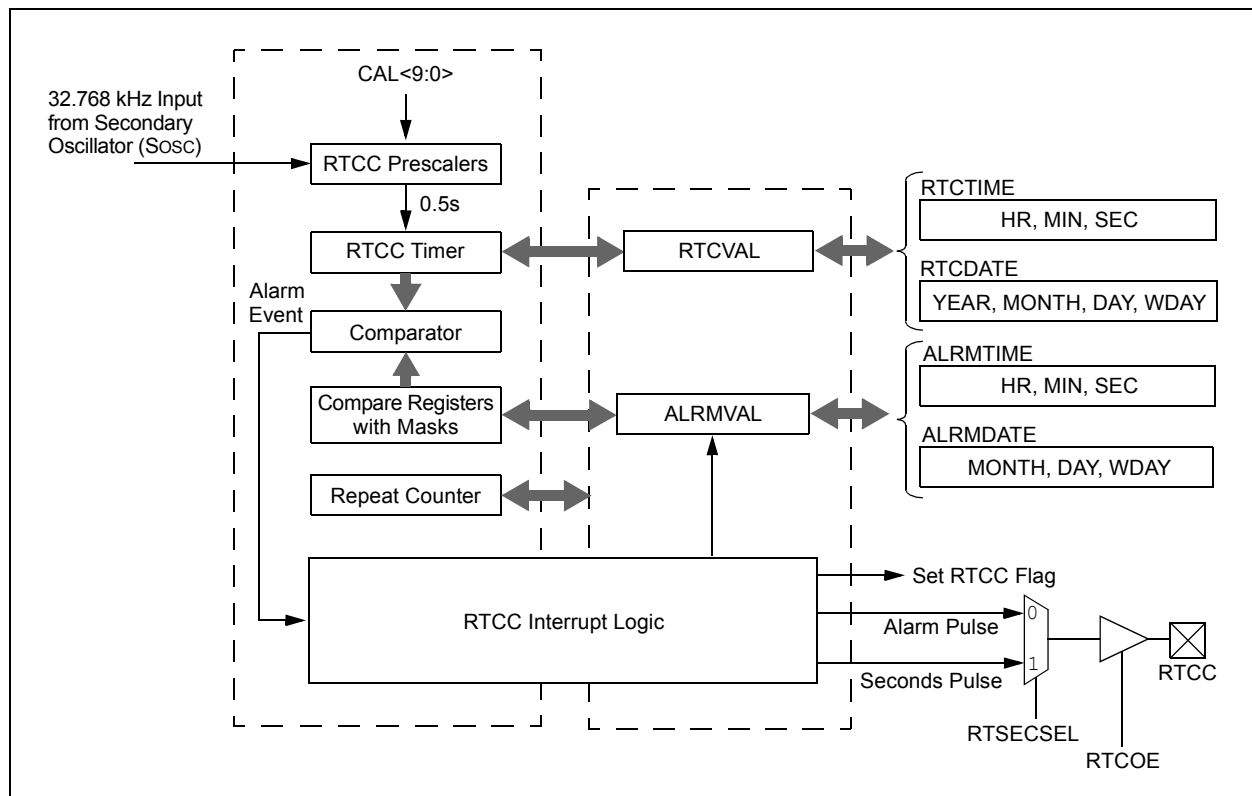 CAL<9:0>
32.768 kHz Input
from Secondary
Oscillator (SOSC)
RTCC Prescalers
0.5s
RTCC Timer
RTCVAL
RTCTIME
HR, MIN, SEC
RTCDATE
YEAR, MONTH, DAY, WDAY
Alarm
Event
Comparator
Compare Registers
with Masks
ALRMVAL
ALRMTIME
HR, MIN, SEC
ALRMDATE
MONTH, DAY, WDAY
Repeat Counter
RTCC Interrupt Logic
Set RTCC Flag
Alarm Pulse
0
Seconds Pulse
1
RTCC
RTSECSEL
RTCOE